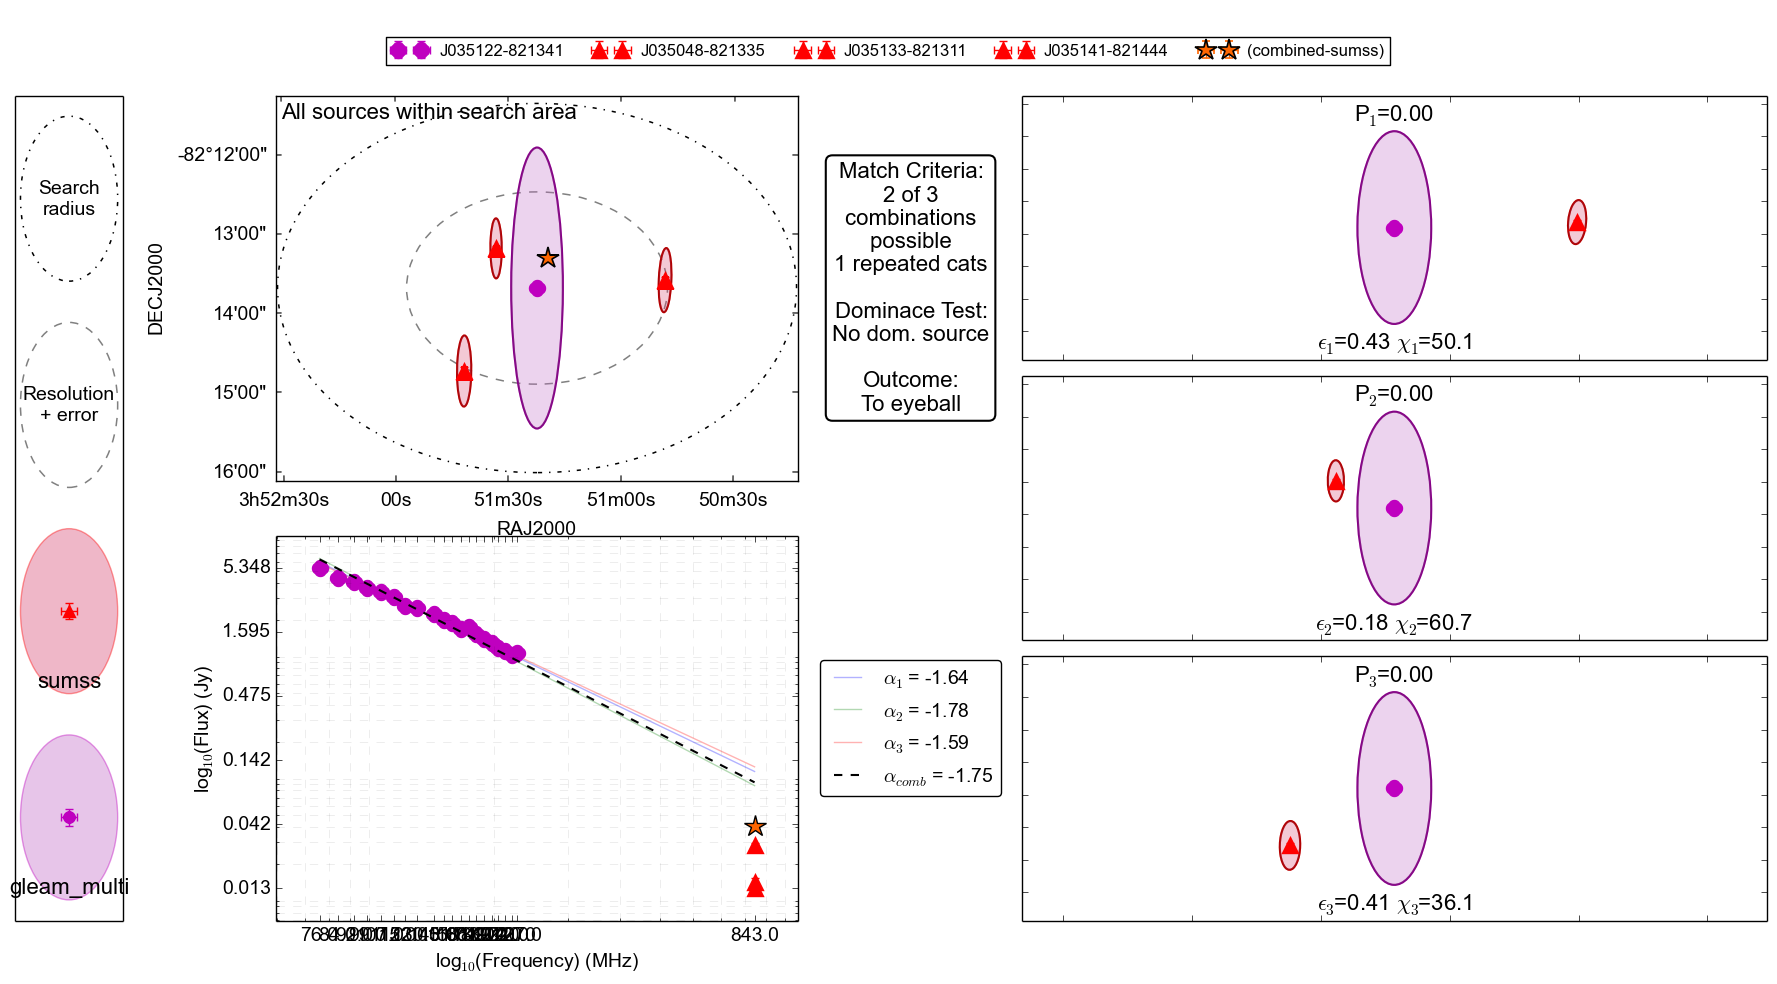 J035122-821341 J035048-821335 J035133-821311 J035141-821444 (combined-sumss)
Search
radius
Resolution
+ error
sumss
gleam_multi
All sources within search area
DECJ2000
-82°12'00"
13'00"
14'00"
15'00"
16'00"
3h52m30s 00s 51m30s 51m00s 50m30s
RAJ2000
log10(Flux) (Jy)
5.348
1.595
0.475
0.142
0.042
0.013
843.0
log10(Frequency) (MHz)
Match Criteria:
2 of 3
combinations
possible
1 repeated cats
Dominace Test:
No dom. source
Outcome:
To eyeball
α1 = -1.64
α2 = -1.78
α3 = -1.59
αcomb = -1.75
P1=0.00
ϵ1=0.43 χ1=50.1
P2=0.00
ϵ2=0.18 χ2=60.7
P3=0.00
ϵ3=0.41 χ3=36.1